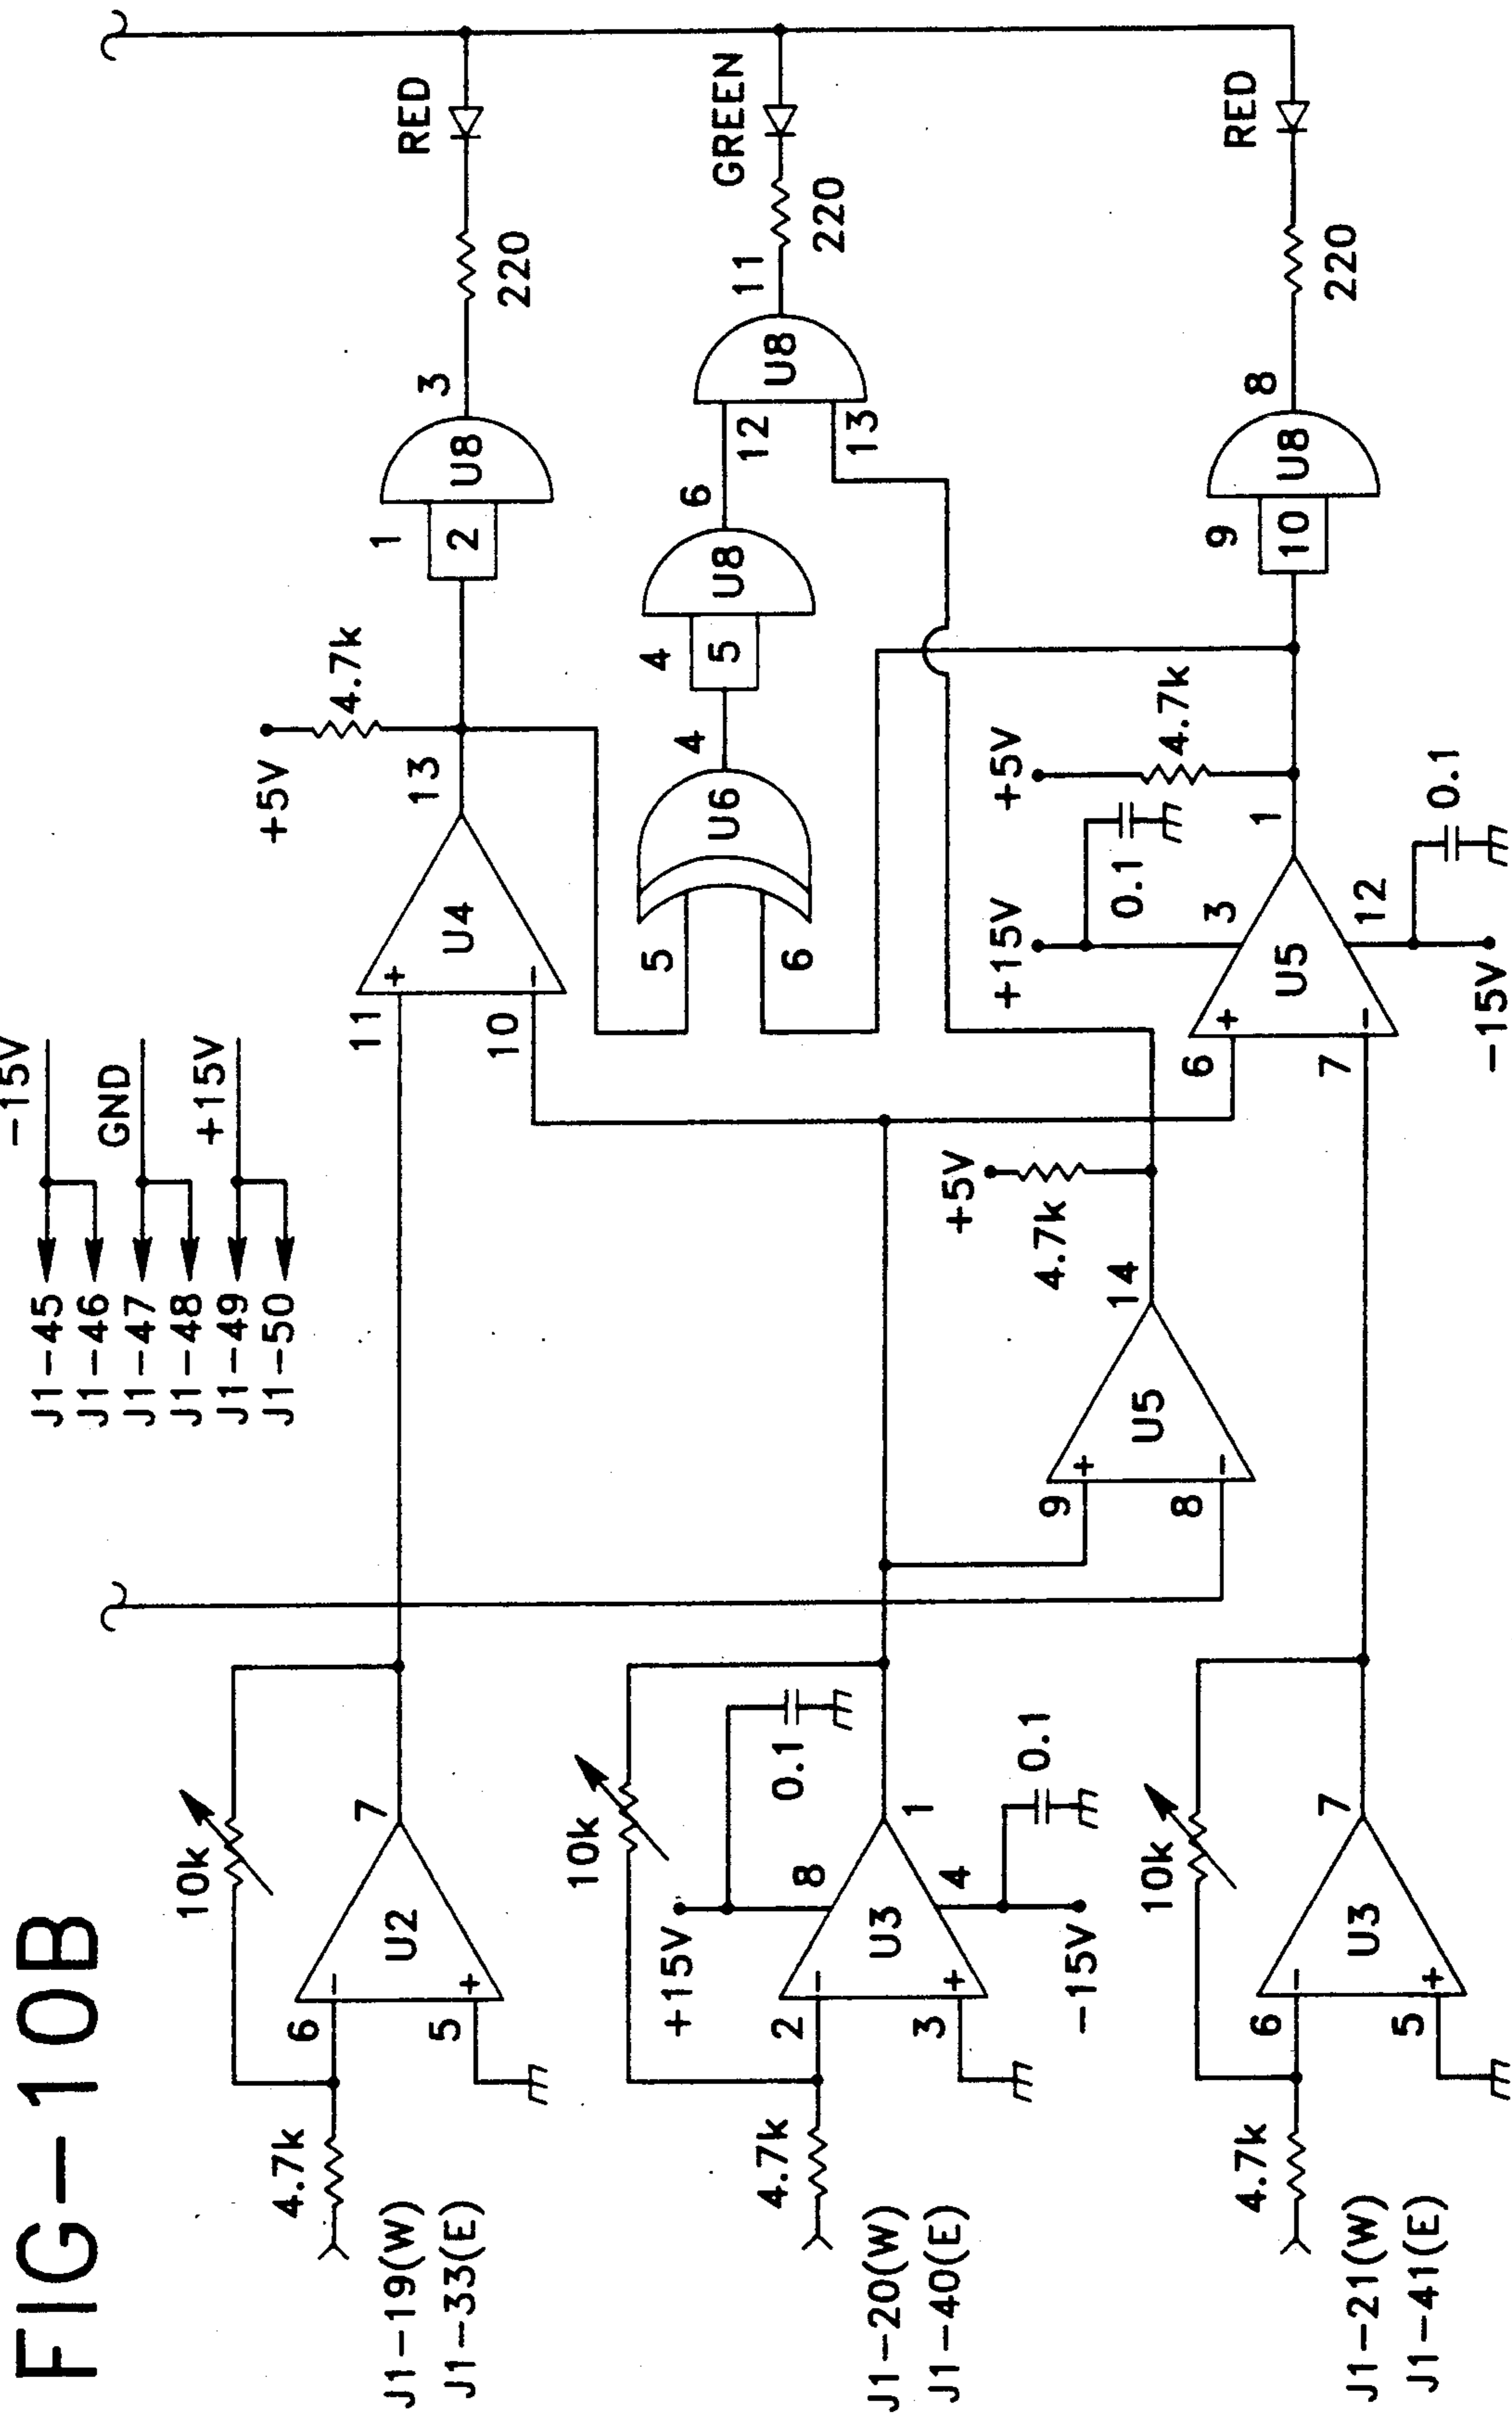 FIG-10B
J1-45
J1-46
J1-47
J1-48
J1-49
J1-50
-15V
GND
+15V
J1-19(W)
J1-33(E)
4.7k
10k
6
5
-
+
U2
7
11
10
+
-
U4
13
+5V
4.7k
1
2
U8
3
220
RED
J1-20(W)
J1-40(E)
4.7k
10k
2
3
-
+
U3
8
4
1
+15V
-15V
0.1
0.1
5
6
U6
4
4
5
U8
6
12
13
U8
11
220
GREEN
9
8
+
-
U5
14
+5V
4.7k
J1-21(W)
J1-41(E)
4.7k
10k
6
5
-
+
U3
7
6
7
+
-
U5
3
12
1
+15V
-15V
0.1
0.1
+5V
4.7k
9
10
U8
8
220
RED